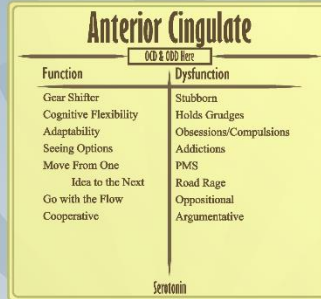 Anterior Cingulate
OCD & ODD Here
Function
Gear Shifter
Cognitive Flexibility
Adaptability
Seeing Options
Move From One
Idea to the Next
Go with the Flow
Cooperative
Dysfunction
Stubborn
Holds Grudges
Obsessions/Compulsions
Addictions
PMS
Road Rage
Oppositional
Argumentative
Serotonin